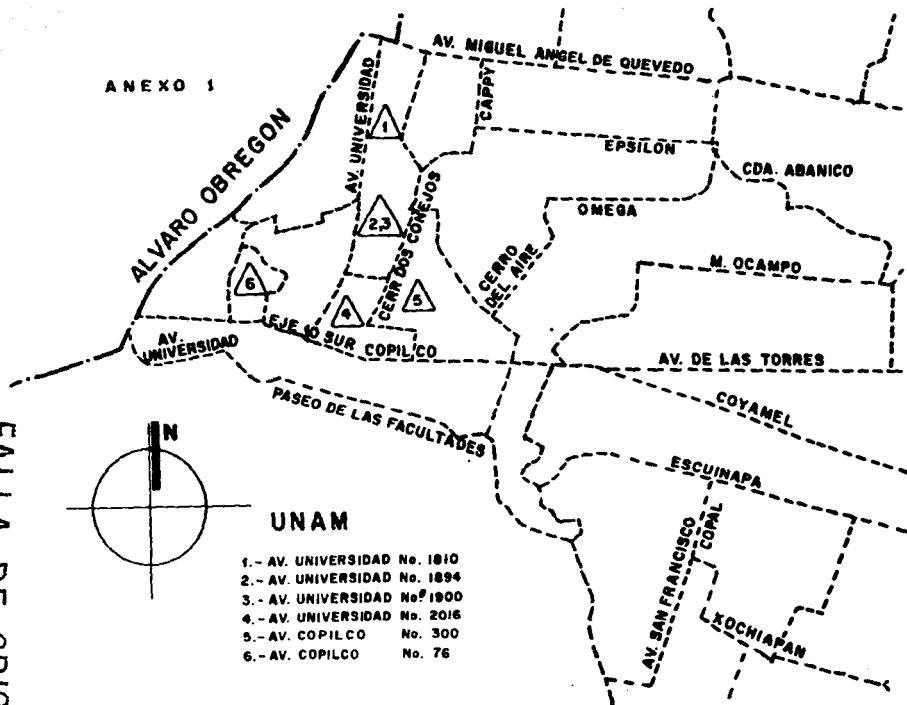 ANEXO 1
AV. MIGUEL ANGEL DE QUEVEDO
AV. UNIVERSIDAD
CAPPY
1
ALVARO OBREGON
EPSILON
CDA. ABANICO
2,3
CERR DOS CONEJOS
OMEGA
6
4
5
CERRO
DEL AIRE
M. OCAMPO
AV.
UNIVERSIDAD
EJE 10 SUR COPILCO
AV. DE LAS TORRES
PASEO DE LAS FACULTADES
COYAMEL
N
ESCUINAPA
UNAM
AV. SAN FRANCISCO
COPAL
XOCHIAPAN
1.- AV. UNIVERSIDAD No. 1810
2.- AV. UNIVERSIDAD No. 1894
3.- AV. UNIVERSIDAD No. 1900
4.- AV. UNIVERSIDAD No. 2016
5.- AV. COPILCO No. 300
6.- AV. COPILCO No. 76